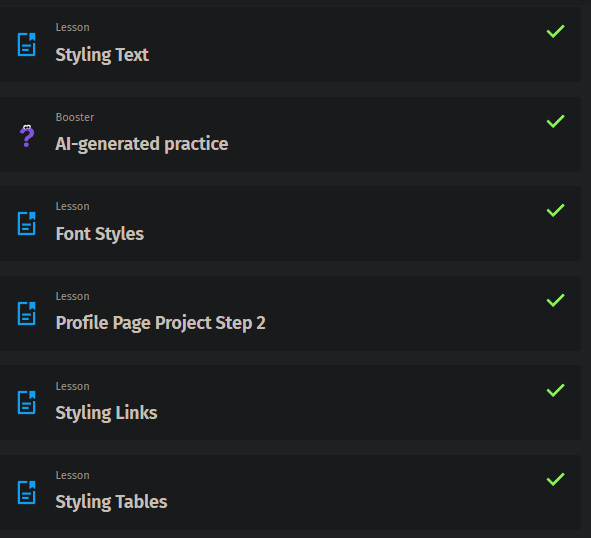 Lesson
Styling Text
Booster
AI-generated practice
Lesson
Font Styles
Lesson
Profile Page Project Step 2
Lesson
Styling Links
Lesson
Styling Tables